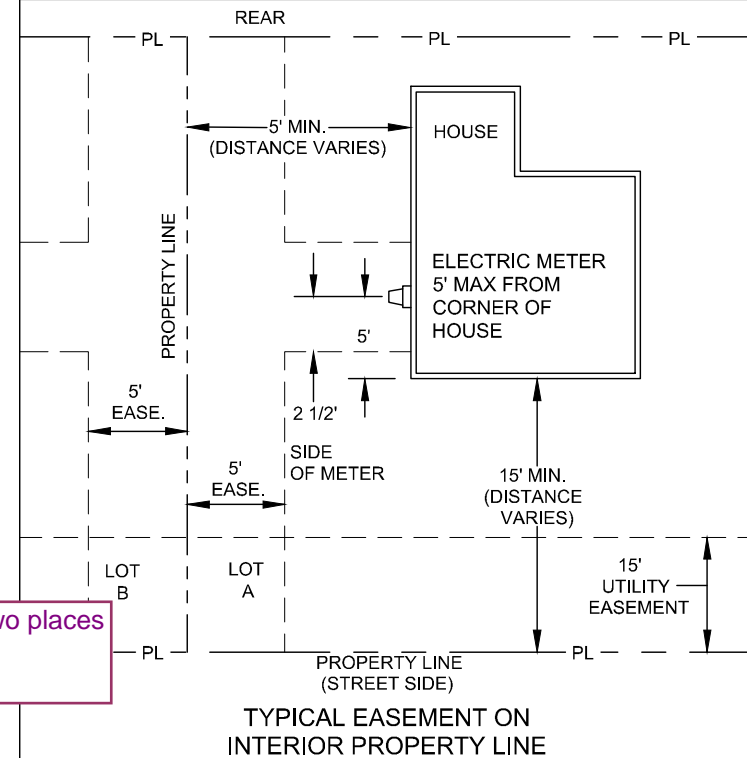 REAR
PL
PL
PL
5' MIN.
(DISTANCE VARIES)
HOUSE
PROPERTY LINE
ELECTRIC METER
5' MAX FROM
CORNER OF
HOUSE
5'
5'
EASE.
2 1/2'
SIDE
OF METER
5'
EASE.
15' MIN.
(DISTANCE
VARIES)
LOT
B
LOT
A
15'
UTILITY
EASEMENT
places
PL
PROPERTY LINE
(STREET SIDE)
PL
TYPICAL EASEMENT ON
INTERIOR PROPERTY LINE